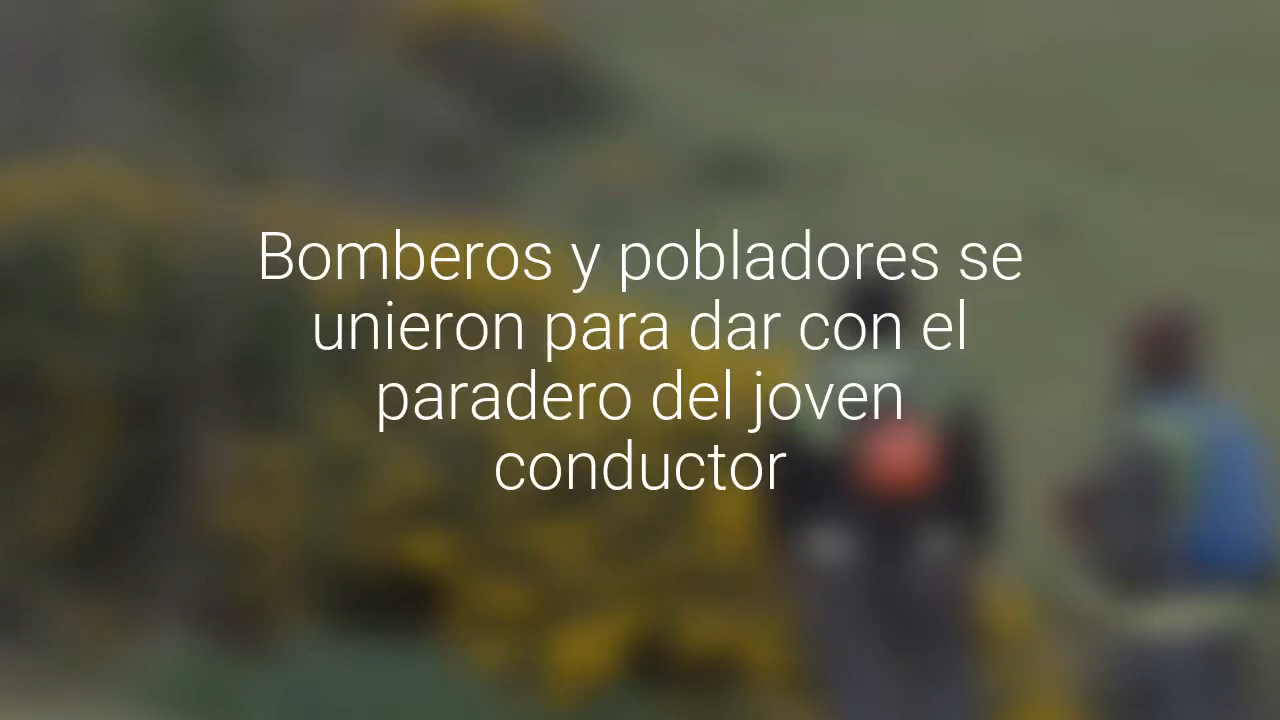 Bomberos y pobladores se
unieron para dar con el
paradero del joven
conductor